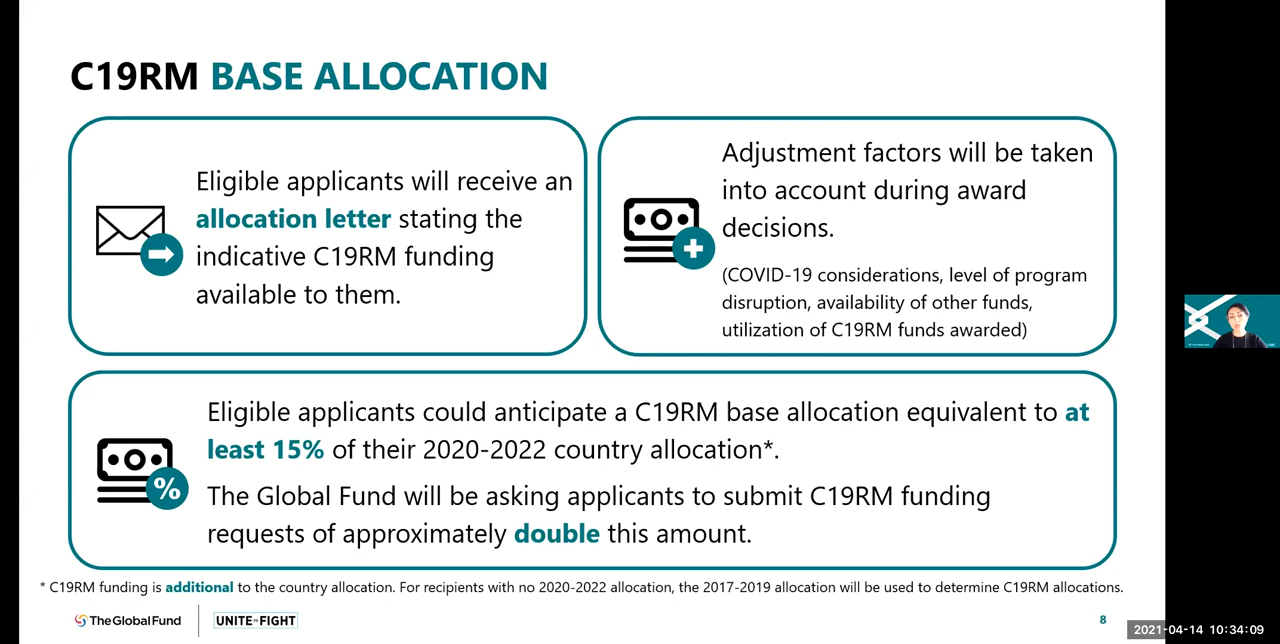 C19RM BASE ALLOCATION
Eligible applicants will receive an
allocation letter stating the
indicative C19RM funding
available to them.
Adjustment factors will be taken
into account during award
decisions.
(COVID-19 considerations, level of program
disruption, availability of other funds,
utilization of C19RM funds awarded)
%
Eligible applicants could anticipate a C19RM base allocation equivalent to at
least 15% of their 2020-2022 country allocation*.
The Global Fund will be asking applicants to submit C19RM funding
requests of approximately double this amount.
* C19RM funding is additional to the country allocation. For recipients with no 2020-2022 allocation, the 2017-2019 allocation will be used to determine C19RM allocations.
The Global Fund
UNITE TO FIGHT
8
2021-04-14 10:34:09